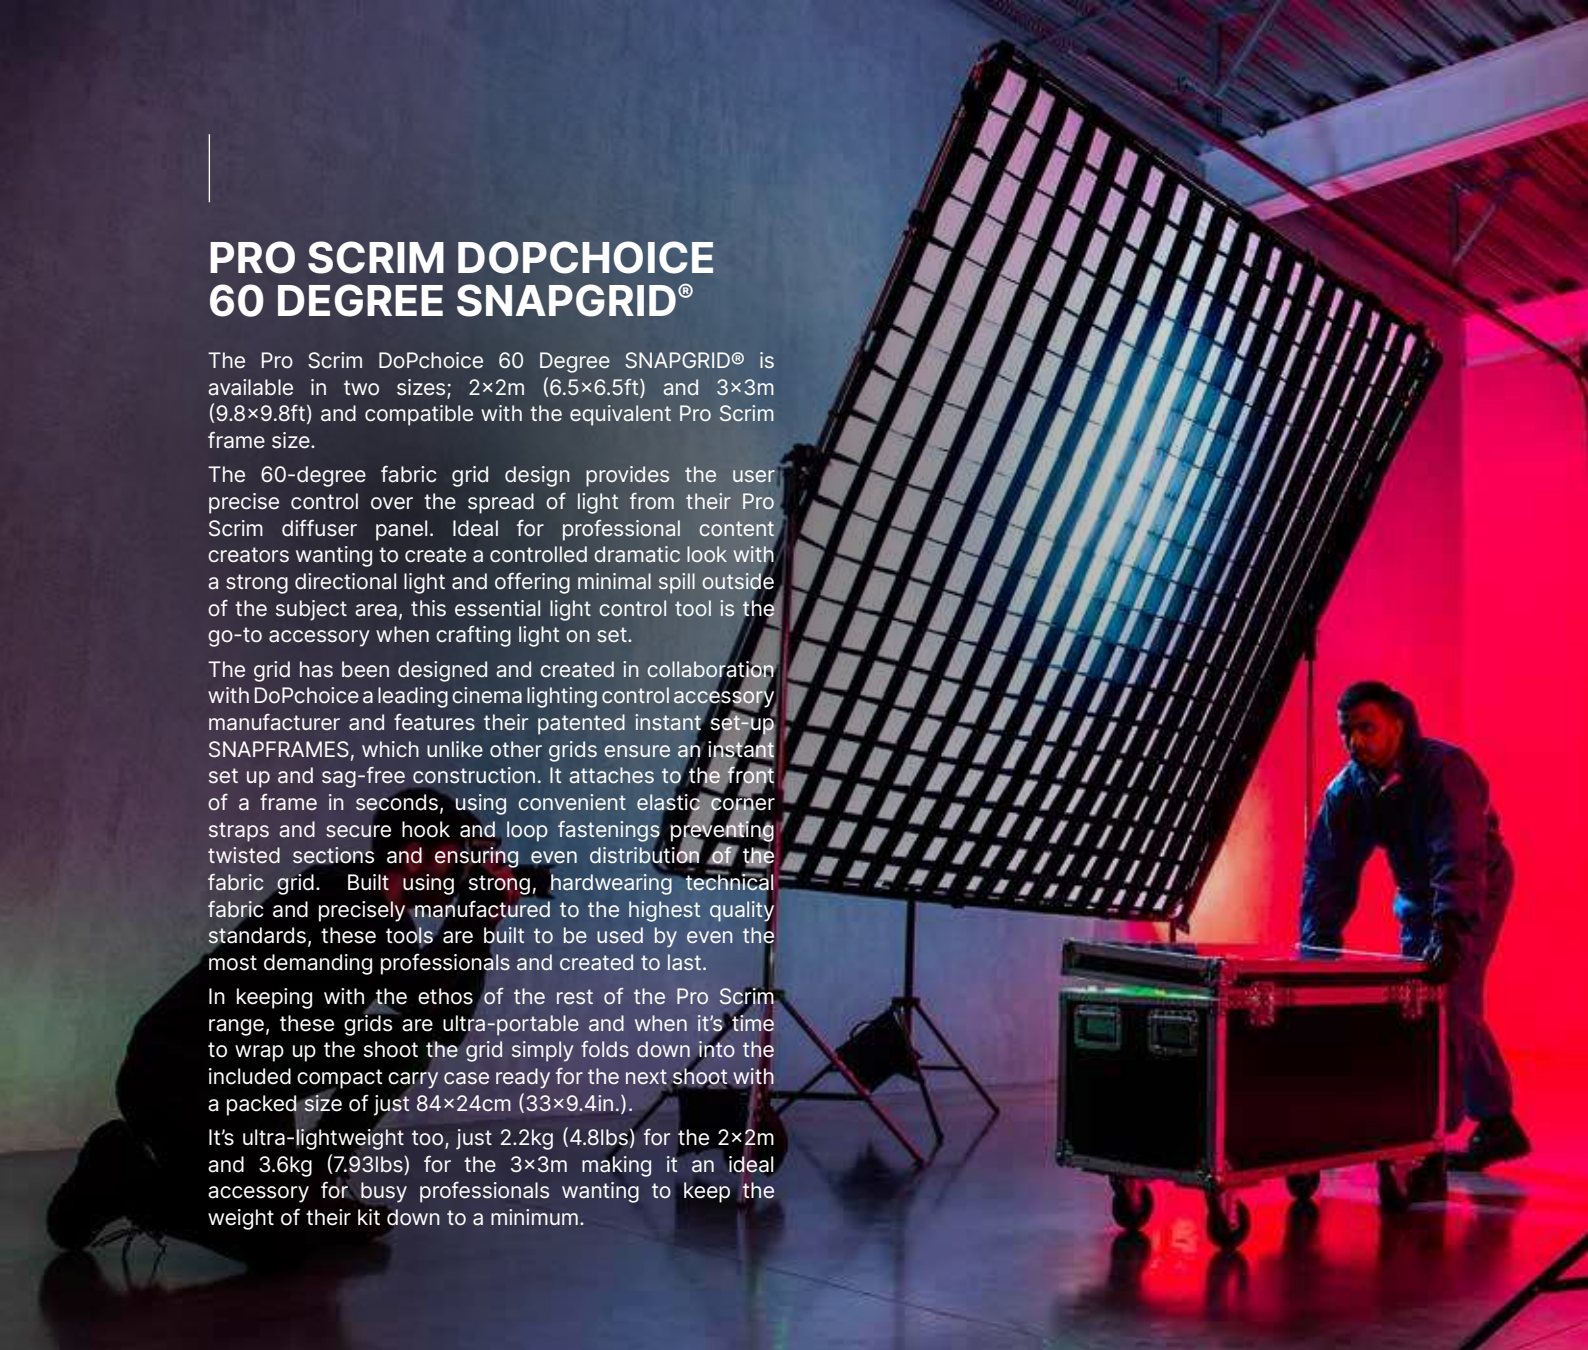 PRO SCRIM DOPCHOICE
60 DEGREE SNAPGRID®
The Pro Scrim DoPchoice 60 Degree SNAPGRID® is
available in two sizes; 2×2m (6.5×6.5ft) and 3×3m
(9.8×9.8ft) and compatible with the equivalent Pro Scrim
frame size.
The 60-degree fabric grid design provides the user
precise control over the spread of light from their Pro
Scrim diffuser panel. Ideal for professional content
creators wanting to create a controlled dramatic look with
a strong directional light and offering minimal spill outside
of the subject area, this essential light control tool is the
go-to accessory when crafting light on set.
The grid has been designed and created in collaboration
with DoPchoice a leading cinema lighting control accessory
manufacturer and features their patented instant set-up
SNAPFRAMES, which unlike other grids ensure an instant
set up and sag-free construction. It attaches to the front
of a frame in seconds, using convenient elastic corner
straps and secure hook and loop fastenings preventing
twisted sections and ensuring even distribution of the
fabric grid. Built using strong, hardwearing technical
fabric and precisely manufactured to the highest quality
standards, these tools are built to be used by even the
most demanding professionals and created to last.
In keeping with the ethos of the rest of the Pro Scrim
range, these grids are ultra-portable and when it's time
to wrap up the shoot the grid simply folds down into the
included compact carry case ready for the next shoot with
a packed size of just 84×24cm (33×9.4in.).
It's ultra-lightweight too, just 2.2kg (4.8lbs) for the 2×2m
and 3.6kg (7.93lbs) for the 3×3m making it an ideal
accessory for busy professionals wanting to keep the
weight of their kit down to a minimum.